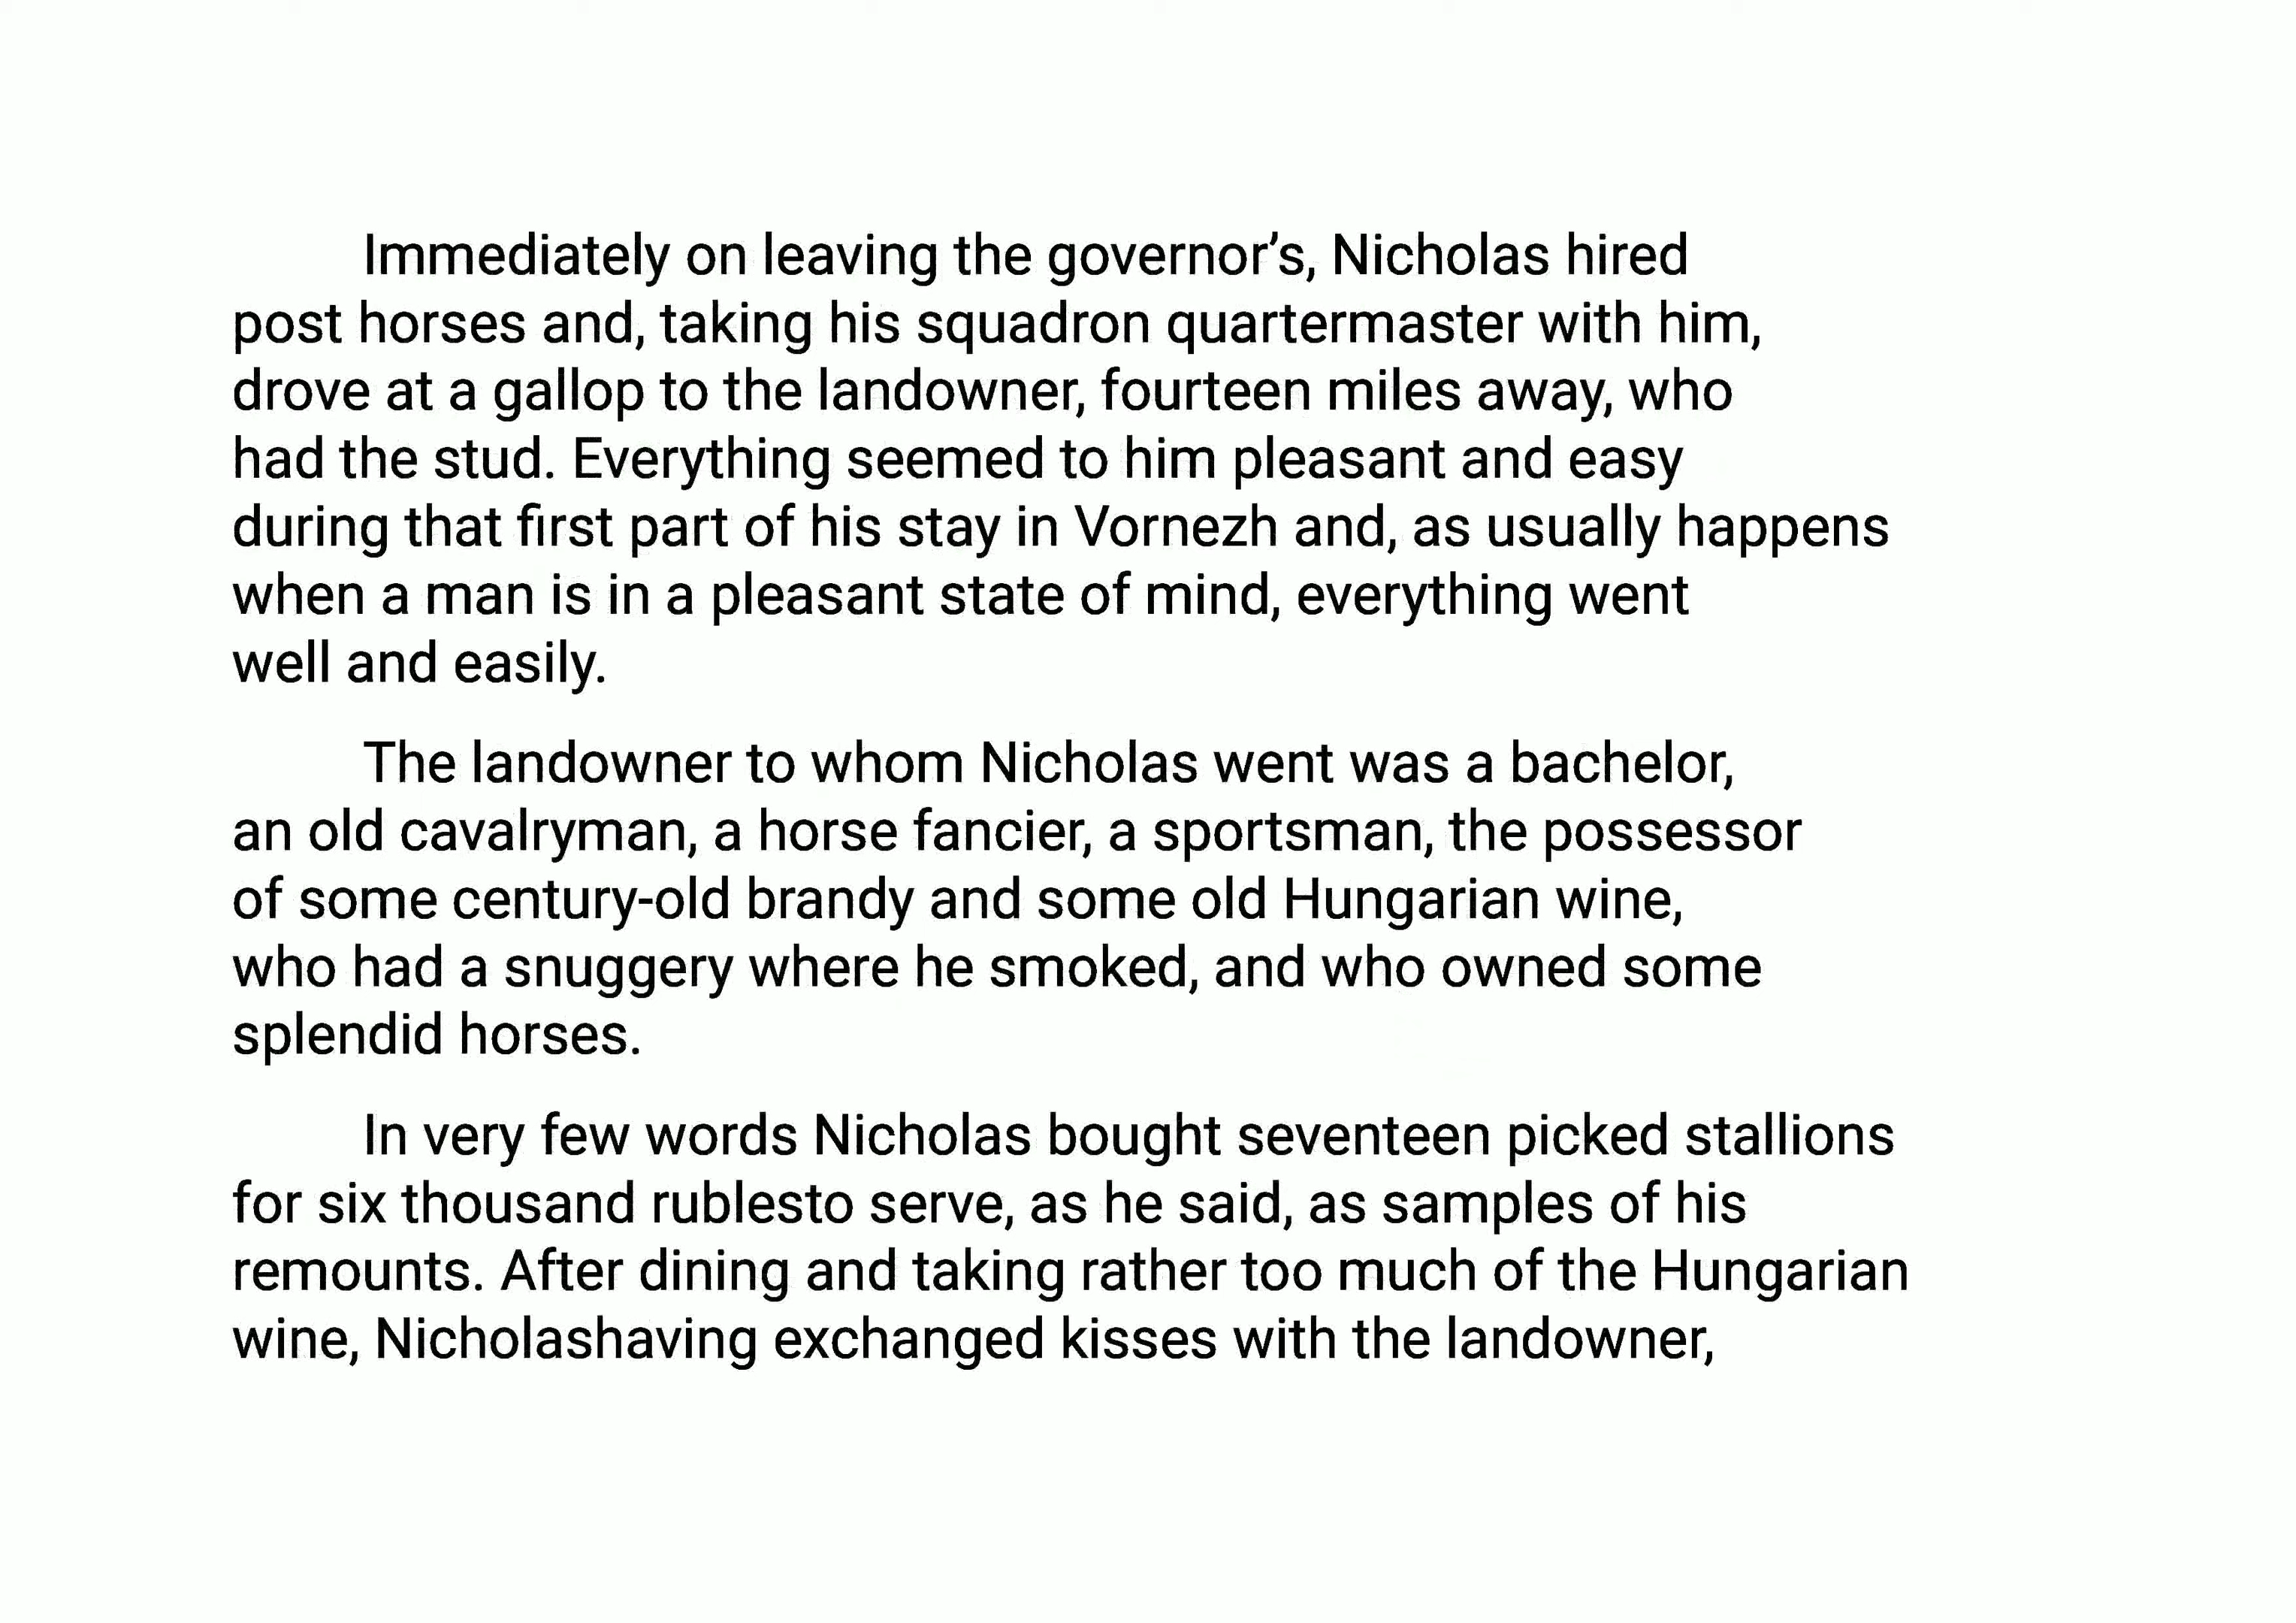 Immediately on leaving the governor’s, Nicholas hired
post horses and, taking his squadron quartermaster with him,
drove at a gallop to the landowner, fourteen miles away, who
had the stud. Everything seemed to him pleasant and easy
during that first part of his stay in Vornezh and, as usually happens
when a man is in a pleasant state of mind, everything went
well and easily.
The landowner to whom Nicholas went was a bachelor,
an old cavalryman, a horse fancier, a sportsman, the possessor
of some century-old brandy and some old Hungarian wine,
who had a snuggery where he smoked, and who owned some
splendid horses.
In very few words Nicholas bought seventeen picked stallions
for six thousand rublesto serve, as he said, as samples of his
remounts. After dining and taking rather too much of the Hungarian
wine, Nicholashaving exchanged kisses with the landowner,